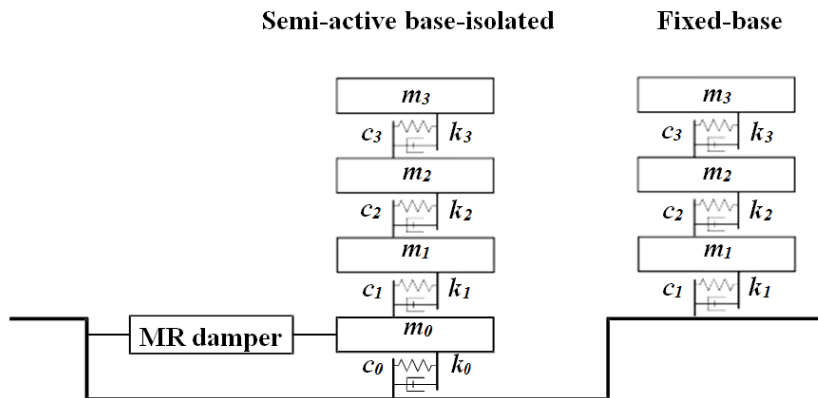 Semi-active base-isolated Fixed-base
m3 m3
c3 k3 c3 k3
m2 m2
c2 k2 c2 k2
m1 m1
c1 k1 c1 k1
MR damper m0
c0 k0